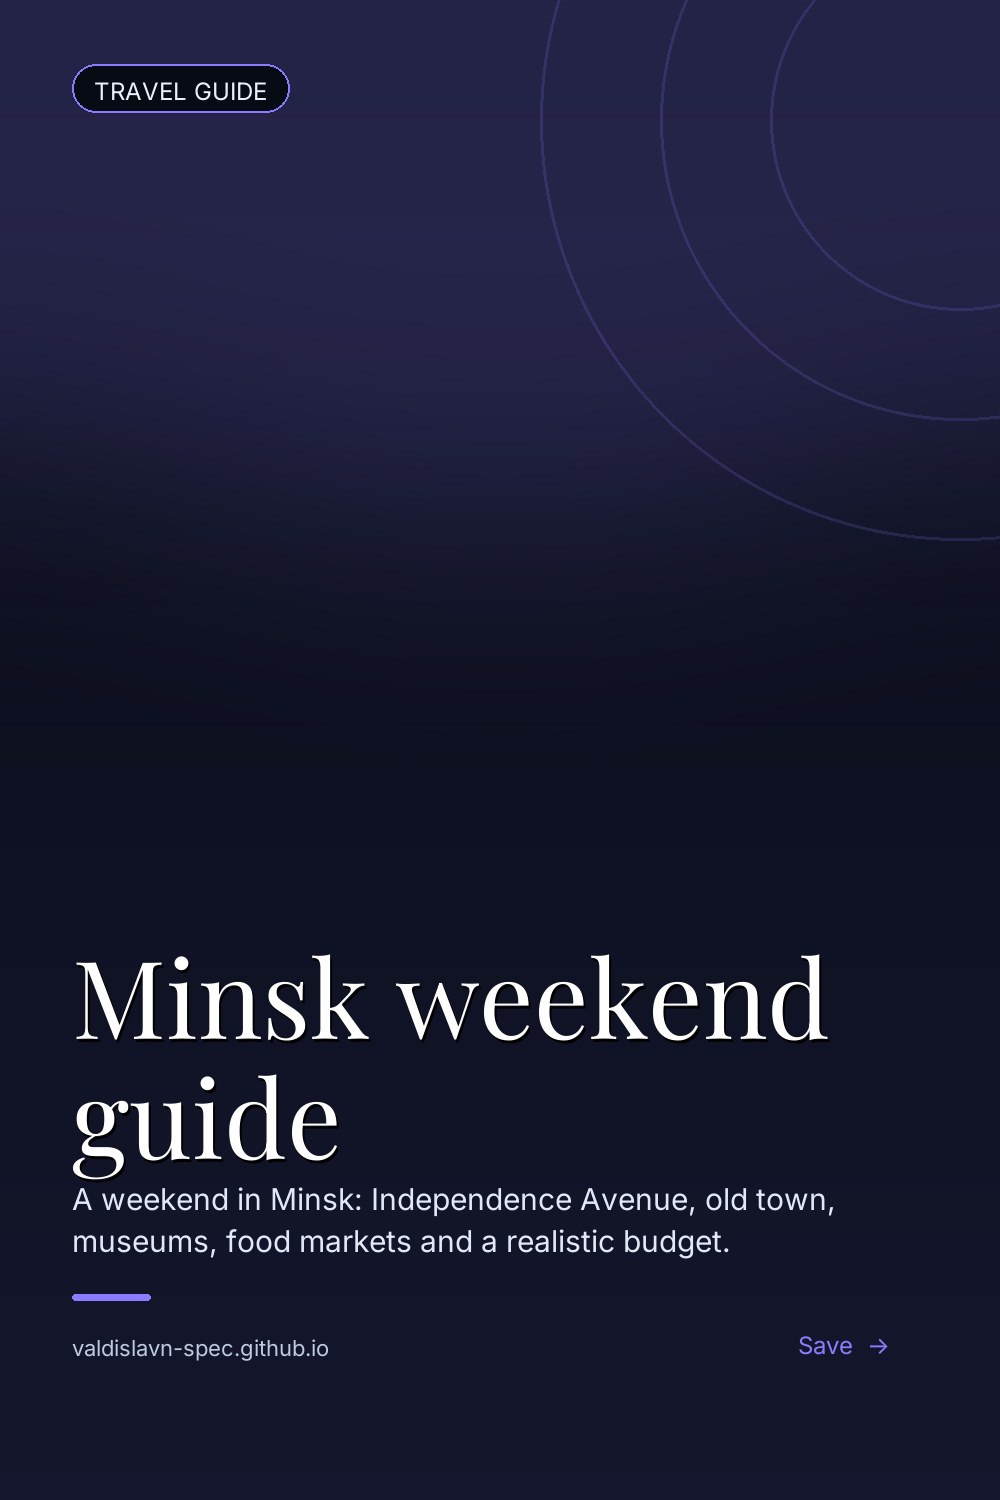 TRAVEL GUIDE
Minsk weekend
guide
A weekend in Minsk: Independence Avenue, old town,
museums, food markets and a realistic budget.
valdislavn-spec.github.io
Save →